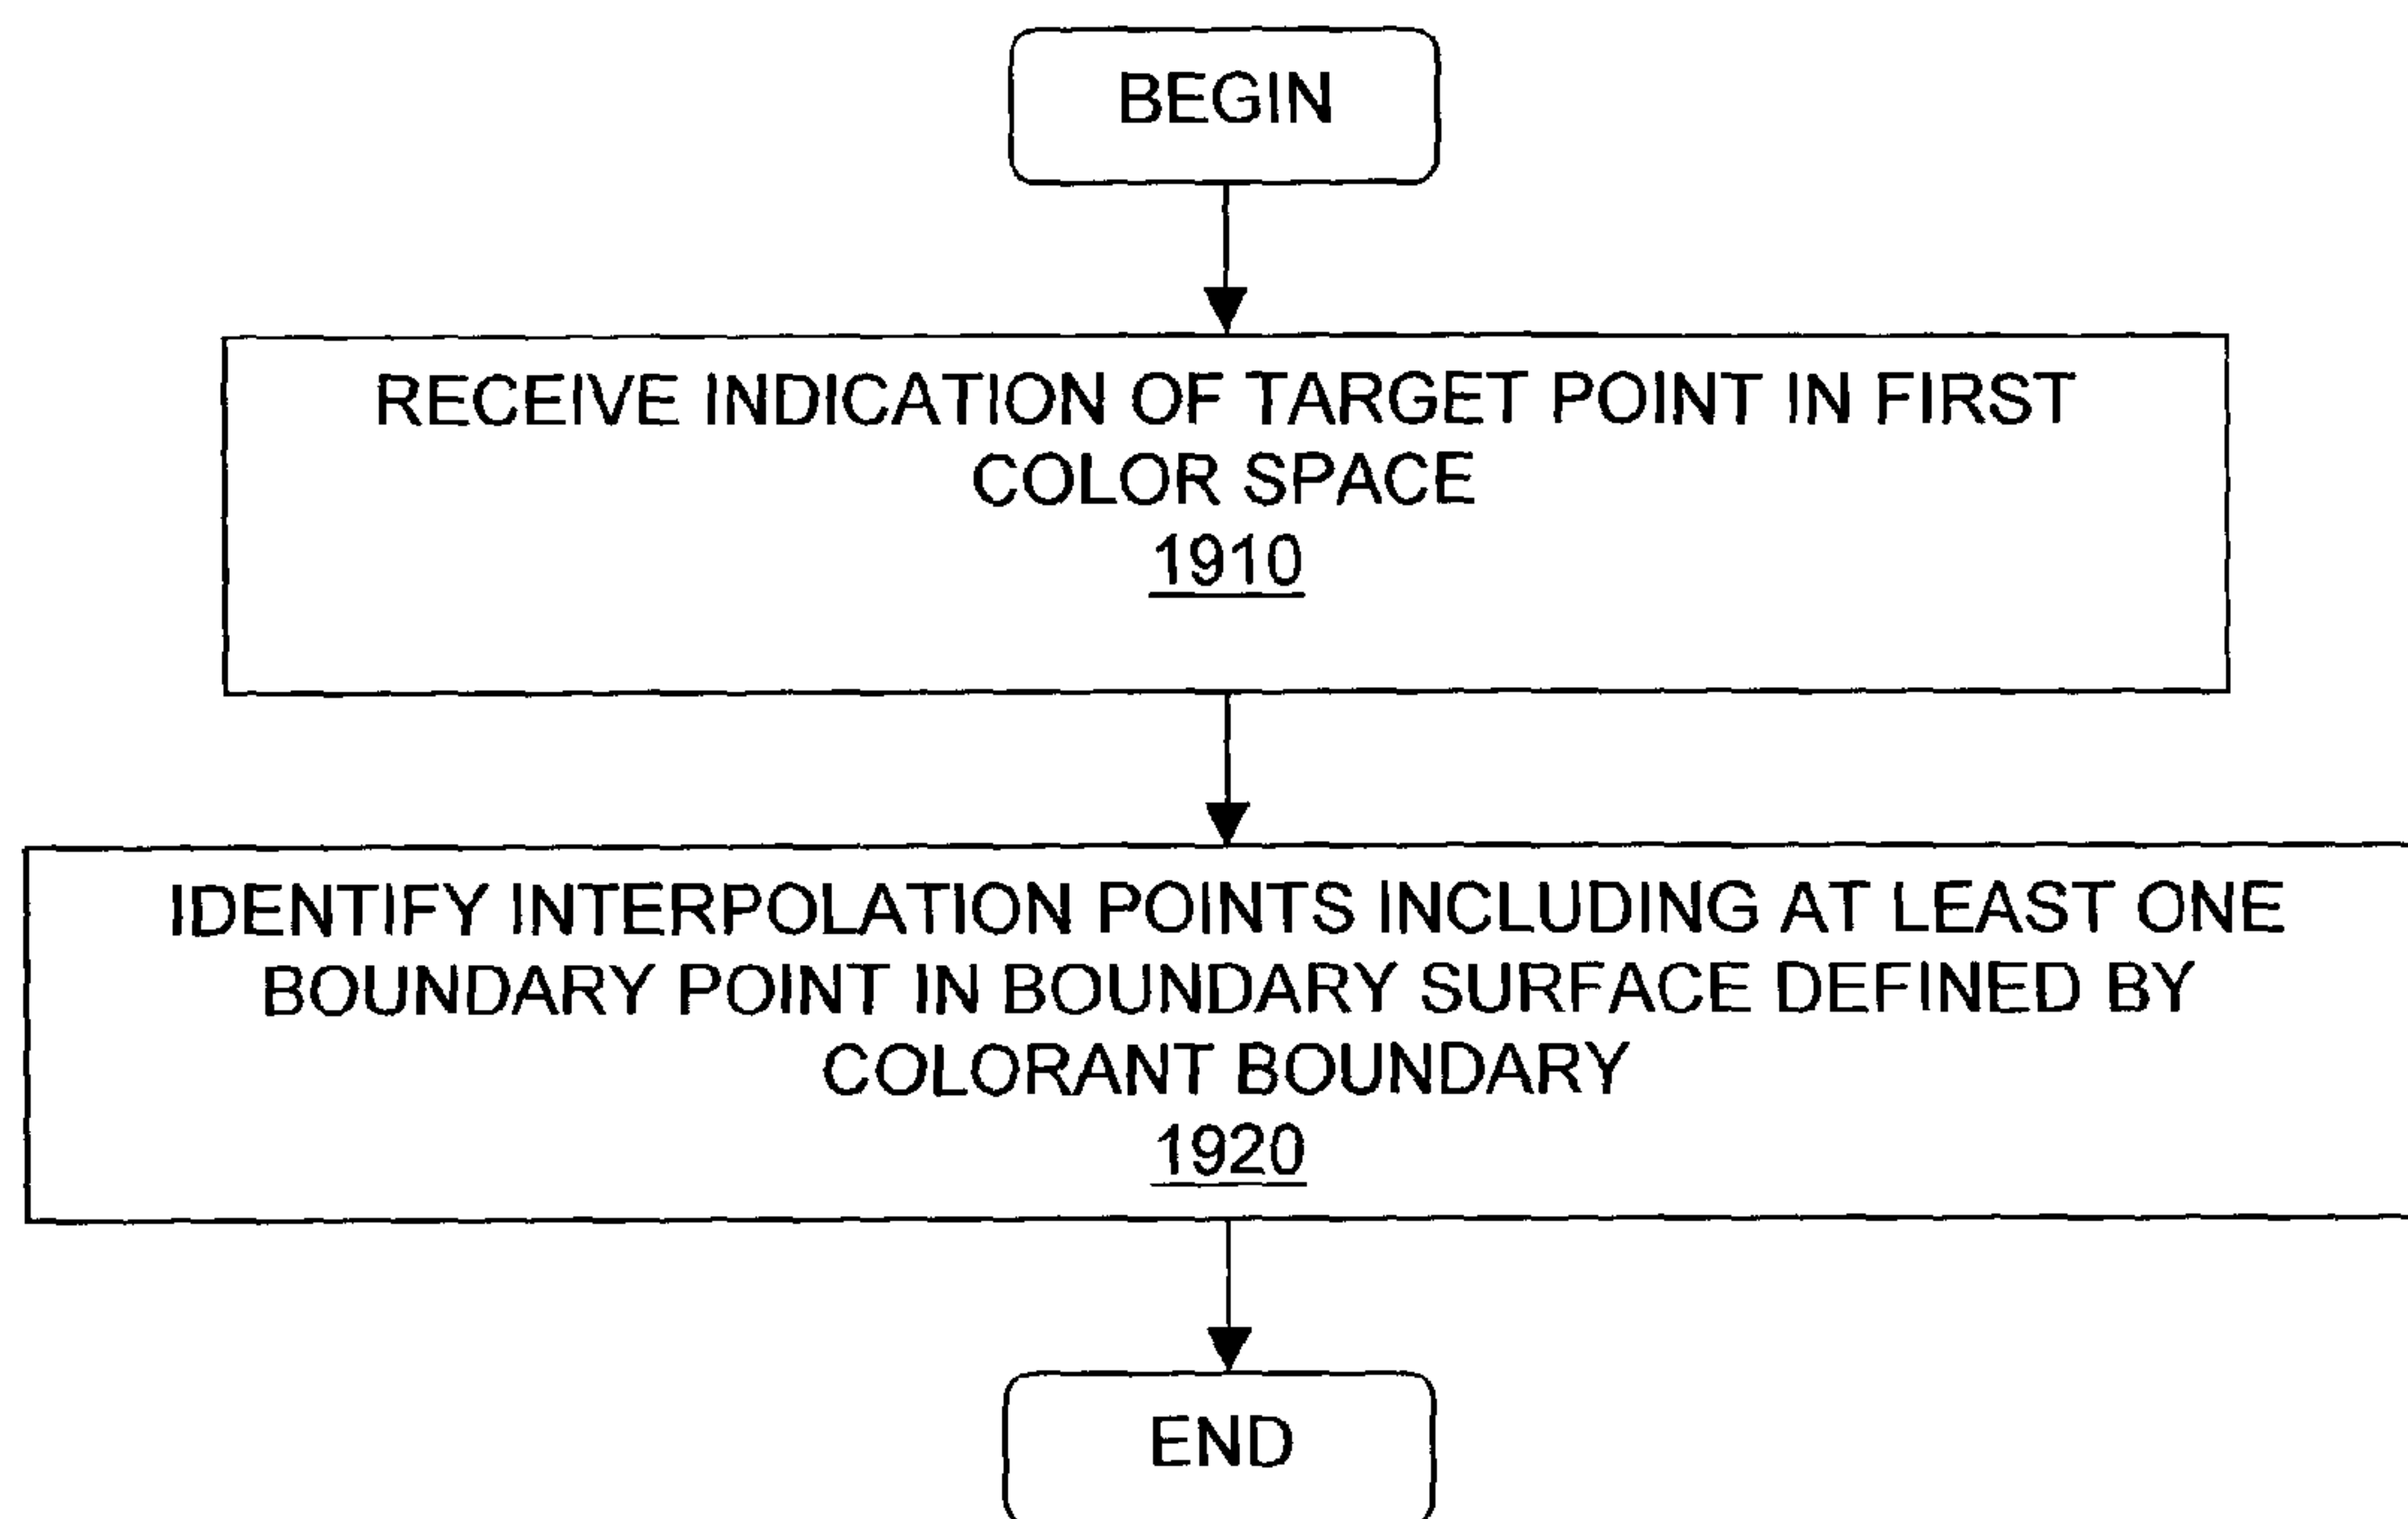 BEGIN
RECEIVE INDICATION OF TARGET POINT IN FIRST
COLOR SPACE
1910
IDENTIFY INTERPOLATION POINTS INCLUDING AT LEAST ONE
BOUNDARY POINT IN BOUNDARY SURFACE DEFINED BY
COLORANT BOUNDARY
1920
END